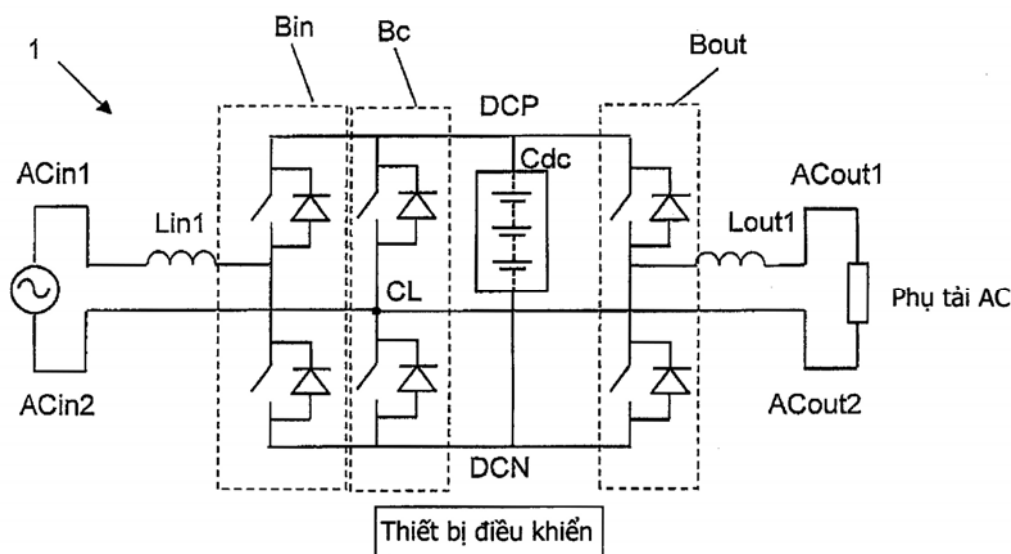 1
Bin
Bc
Bout
DCP
ACin1
Cdc
ACout1
Lin1
Lout1
CL
Phụ tải AC
ACin2
ACout2
DCN
Thiết bị điều khiển